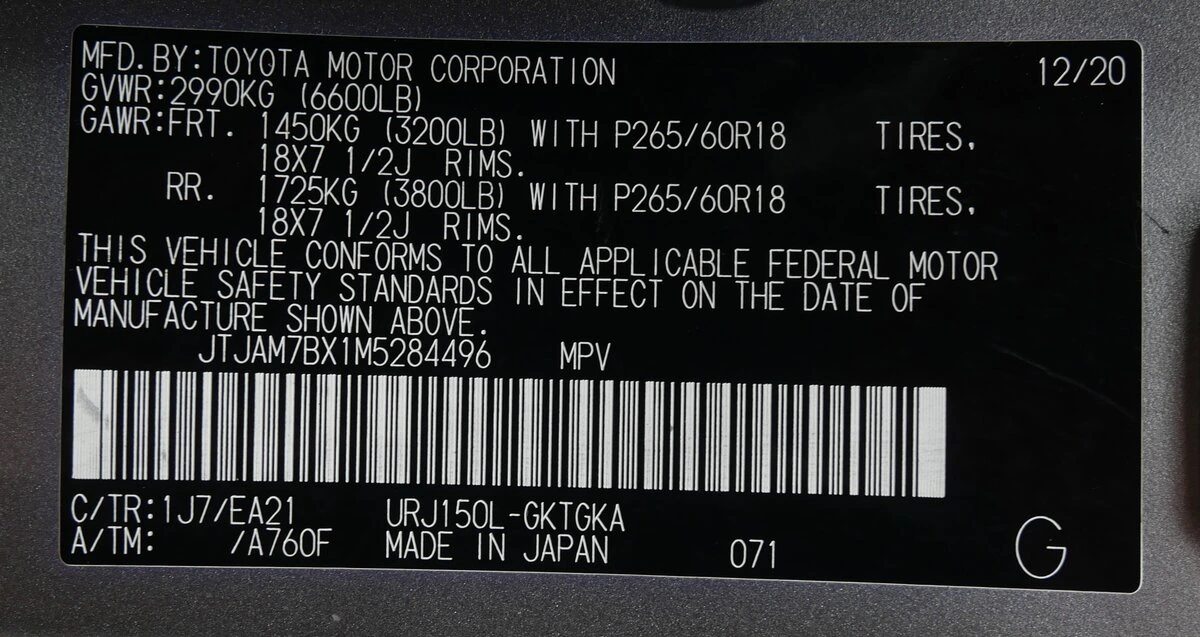 MFD.BY:TOYOTA MOTOR CORPORATION 12/20
GVWR:2990KG (6600LB)
GAWR:FRT. 1450KG (3200LB) WITH P265/60R18 TIRES,
18X7 1/2J RIMS.
RR. 1725KG (3800LB) WITH P265/60R18 TIRES,
18X7 1/2J RIMS.
THIS VEHICLE CONFORMS TO ALL APPLICABLE FEDERAL MOTOR
VEHICLE SAFETY STANDARDS IN EFFECT ON THE DATE OF
MANUFACTURE SHOWN ABOVE.
JTJAM7BX1M5284496 MPV
C/TR:1J7/EA21 URJ150L-GKTGKA
A/TM: /A760F MADE IN JAPAN 071 G